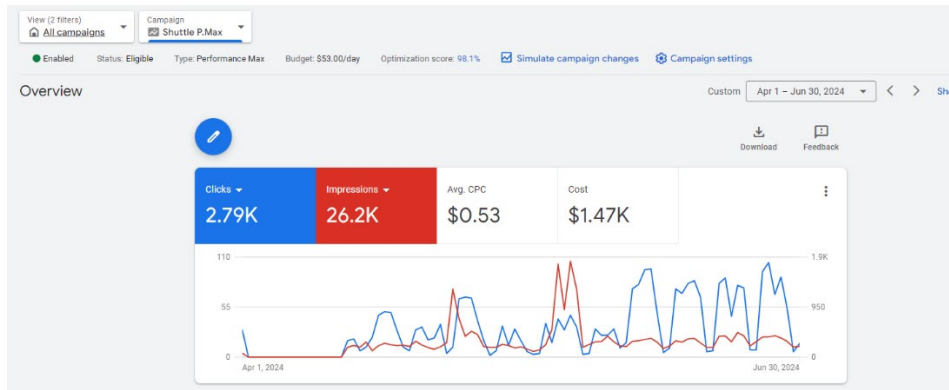 View (2 filters)
All campaigns
Campaign
Shuttle P.Max
Enabled Status: Eligible Type: Performance Max Budget: $53.00/day Optimization score: 98.1% Simulate campaign changes Campaign settings
Overview
Custom Apr 1 – Jun 30, 2024 Sh
Download Feedback
Clicks Impressions Avg. CPC Cost
2.79K 26.2K $0.53 $1.47K
110 1.9K
55 950
0 0
Apr 1, 2024 Jun 30, 2024